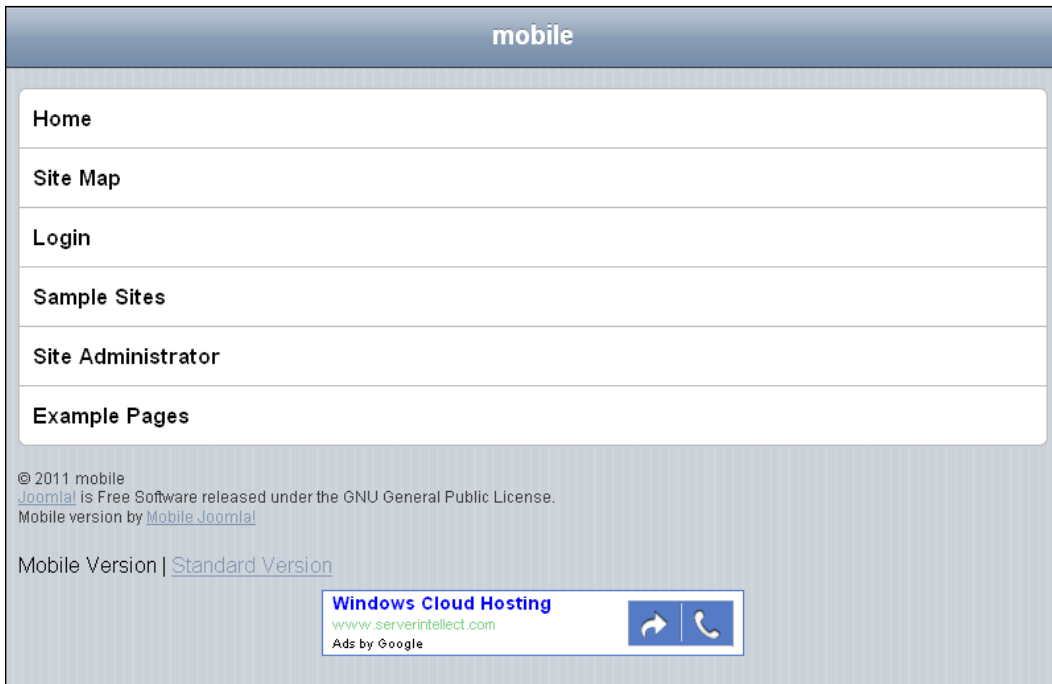 mobile
Home
Site Map
Login
Sample Sites
Site Administrator
Example Pages
© 2011 mobile
Joomla! is Free Software released under the GNU General Public License.
Mobile version by Mobile Joomla!
Mobile Version | Standard Version
Windows Cloud Hosting
www.serverintellect.com
Ads by Google